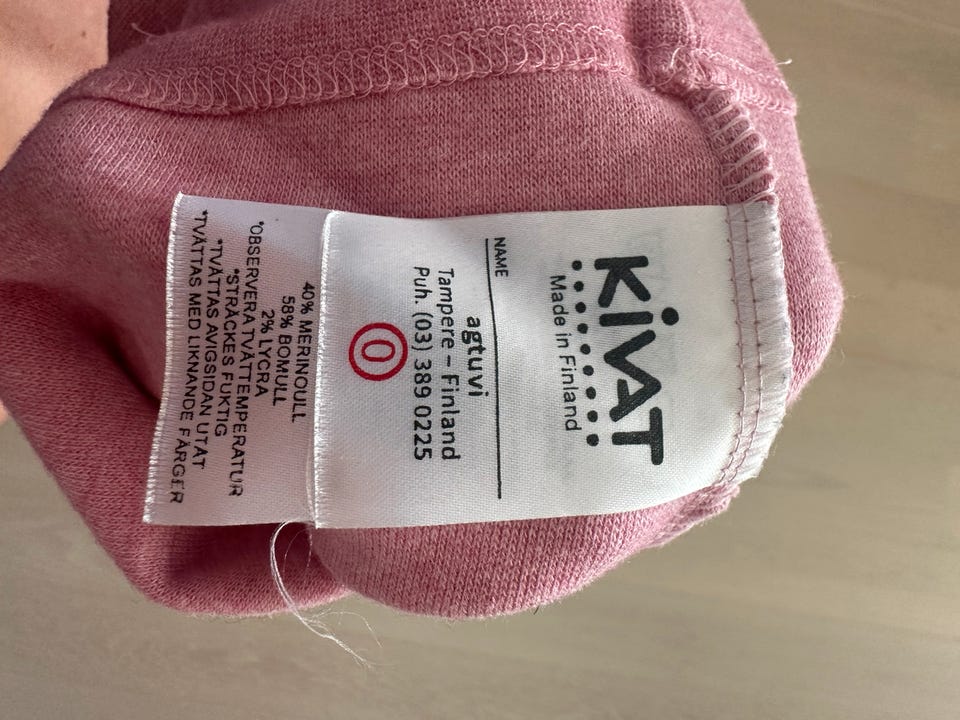 KIVAT
Made in Finland
NAME
agtuvi
Tampere – Finland
Puh. (03) 389 0225
0
40% MERINOULL
58% BOMULL
2% LYCRA
*OBSERVERA TVÄTTEMPERATUR
*STRÄCKES FUKTIG
*TVÄTTAS AVIGSIDAN UTÅT
*TVÄTTAS MED LIKNANDE FÄRGER